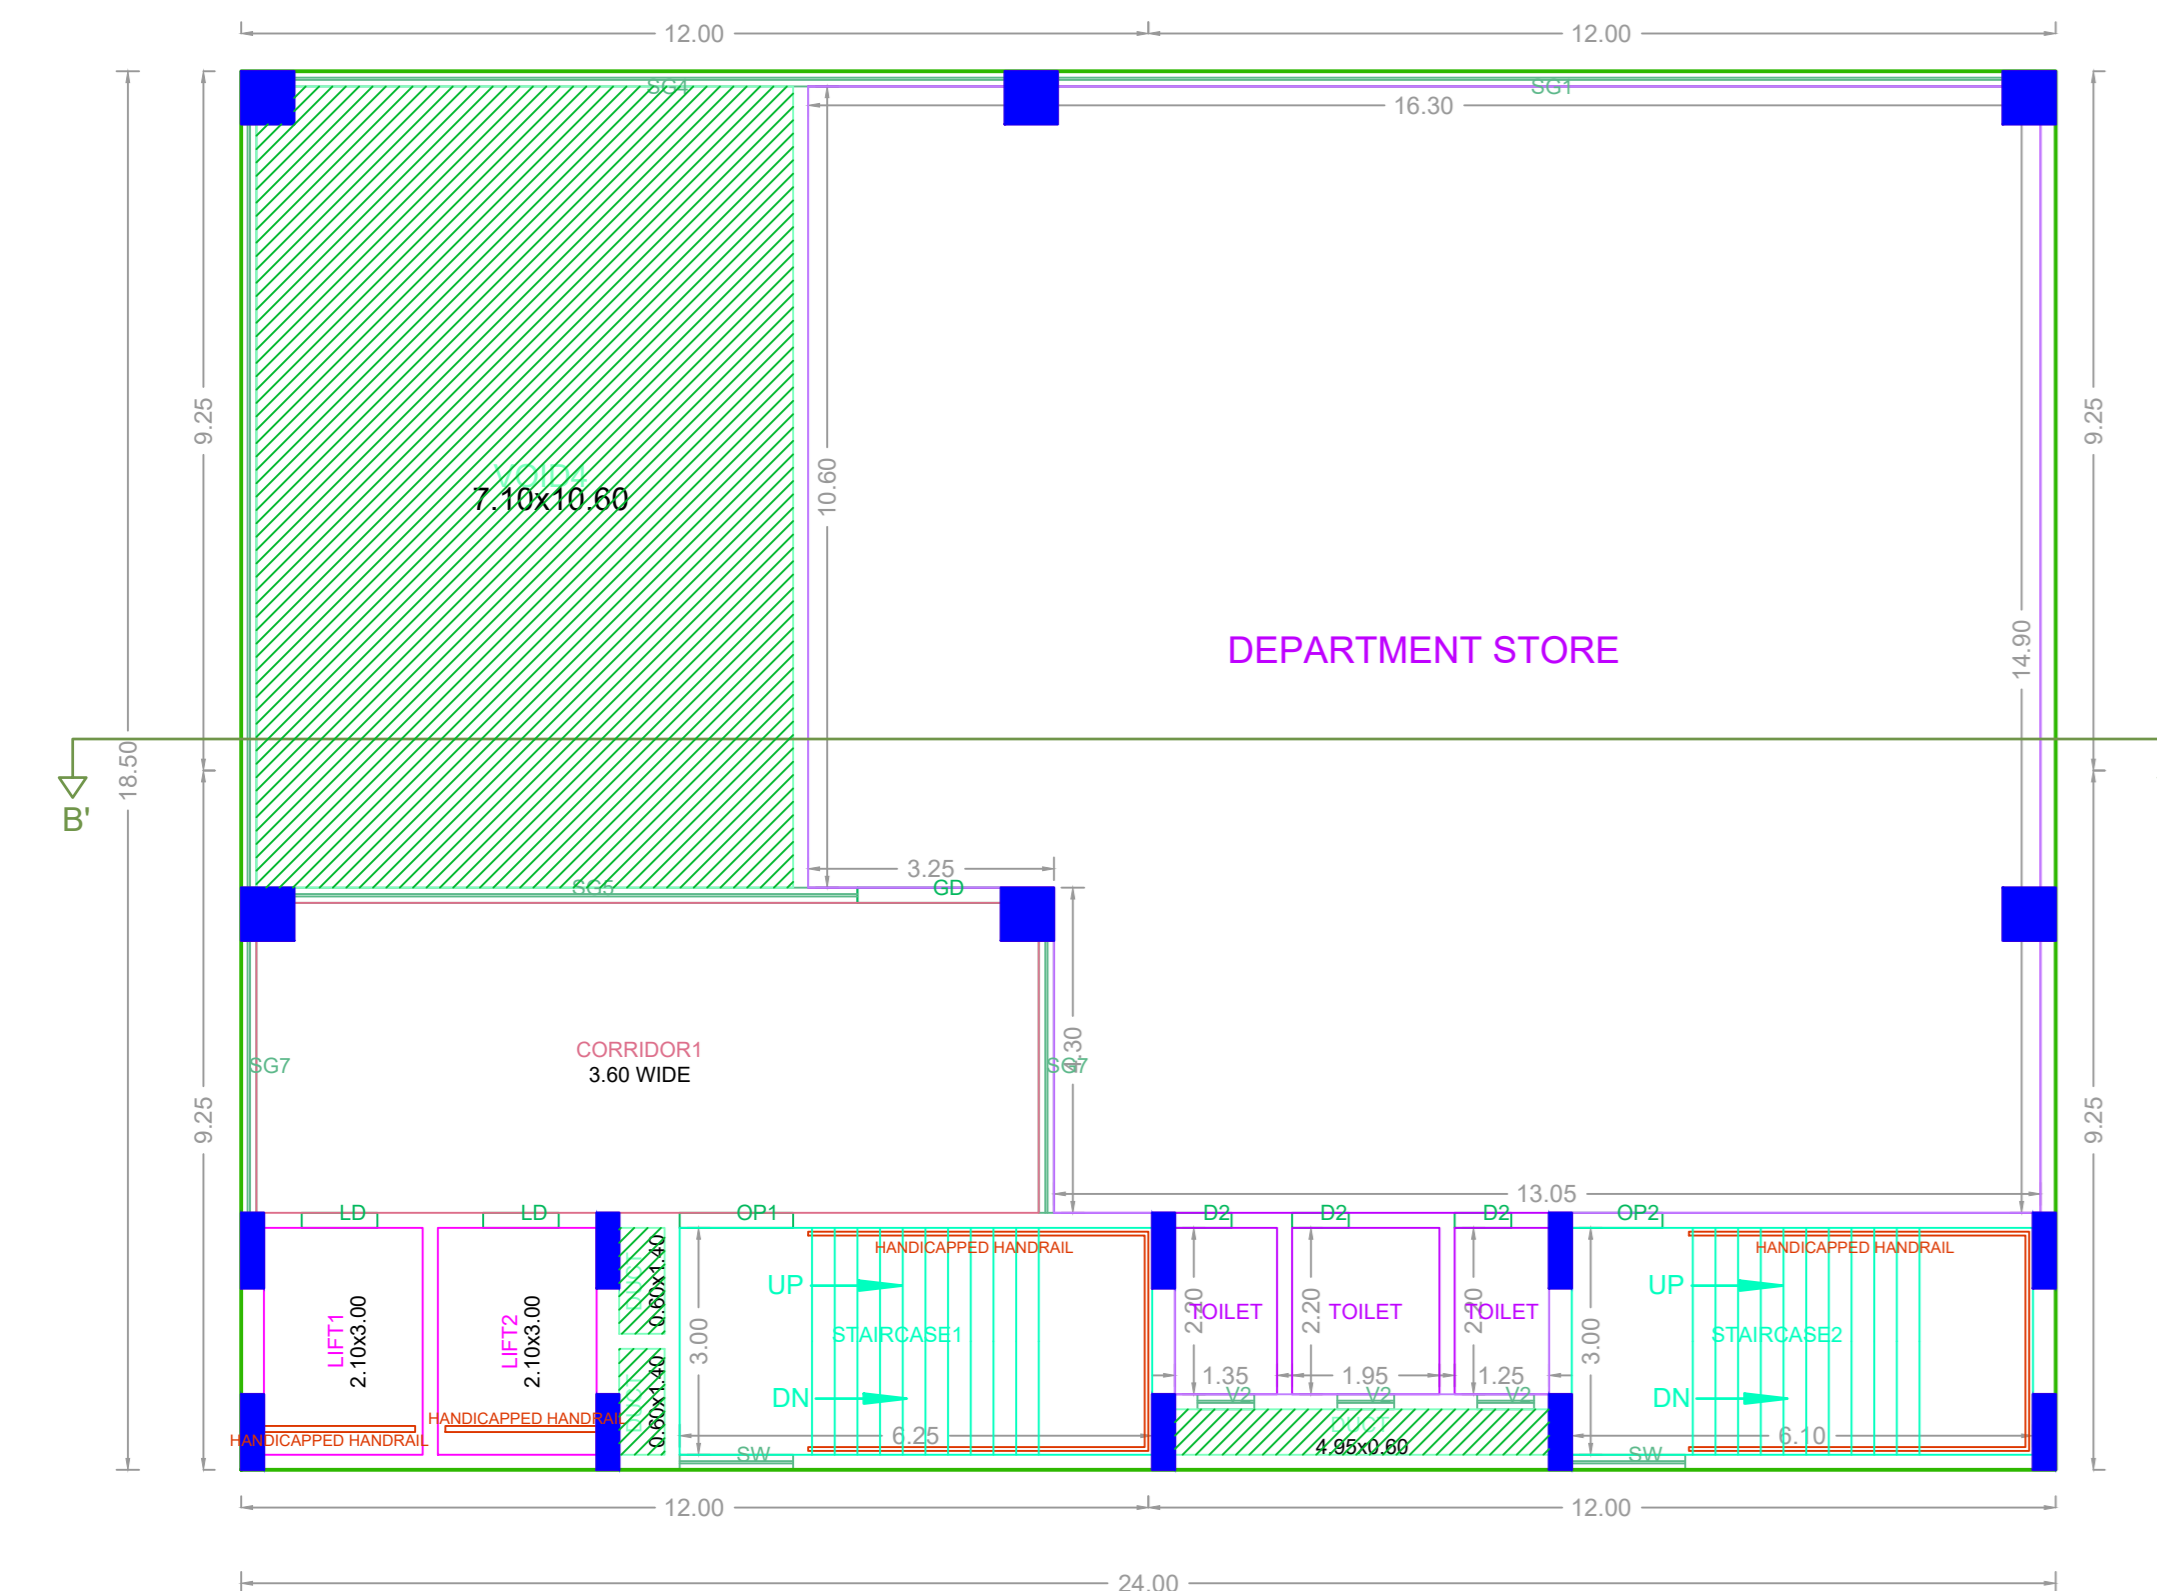 12.00
12.00
SG4
SG1
16.30
9.25
9.25
VOID4
7.10x10.60
10.60
DEPARTMENT STORE
14.90
18.50
B'
3.25
SG5
GD
CORRIDOR1
3.60 WIDE
SG7
SG7
4.30
9.25
9.25
13.05
LD
LD
OP1
D2
D2
D2
OP2
HANDICAPPED HANDRAIL
HANDICAPPED HANDRAIL
0.60x1.40
UP
UP
LIFT1
2.10x3.00
LIFT2
2.10x3.00
3.00
STAIRCASE1
2.20
TOILET
2.20
TOILET
2.20
TOILET
3.00
STAIRCASE2
1.35
1.95
1.25
DN
DN
V2
V2
V2
0.60x1.40
HANDICAPPED HANDRAIL
HANDICAPPED HANDRAIL
6.25
DUCT
4.95x0.60
6.10
SW
SW
12.00
12.00
24.00